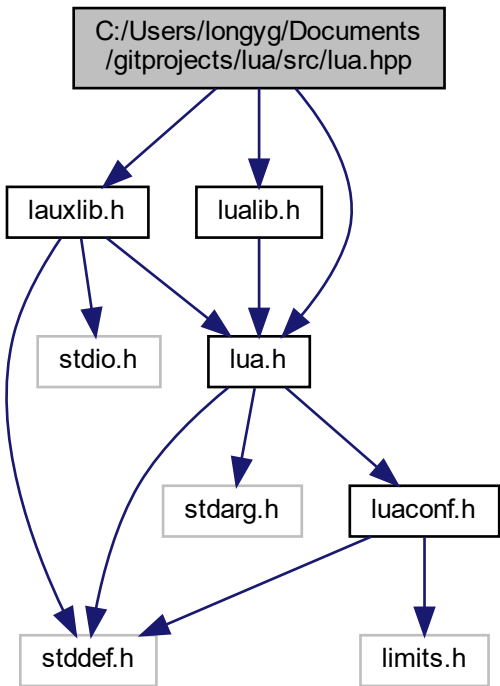 C:/Users/longyg/Documents
/gitprojects/lua/src/lua.hpp
lauxlib.h
lualib.h
stdio.h
lua.h
stdarg.h
luaconf.h
stddef.h
limits.h